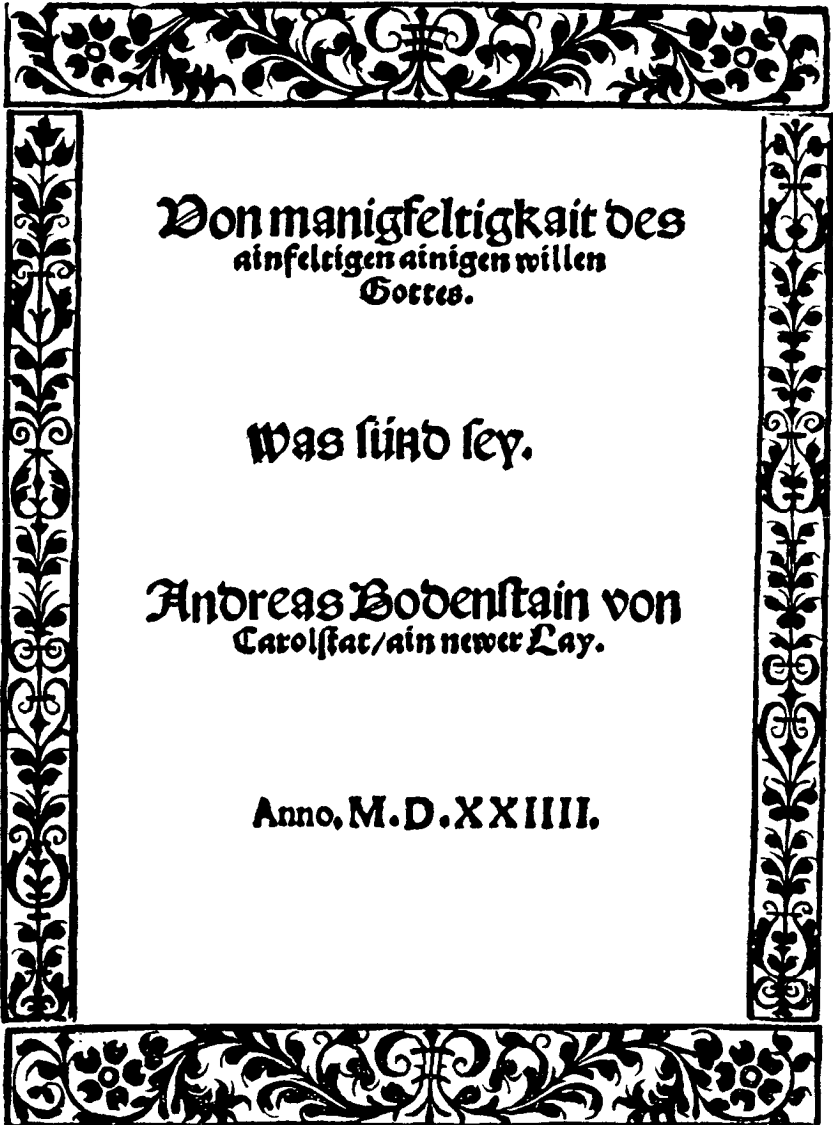 Von manigfeltigkait des
ainfeltigen ainigen willen
Gottes.
Was ſünd ſey.
Andreas Bodenſtain von
Carolſtat/ain newer Lay.
Anno. M.D.XXIIII.